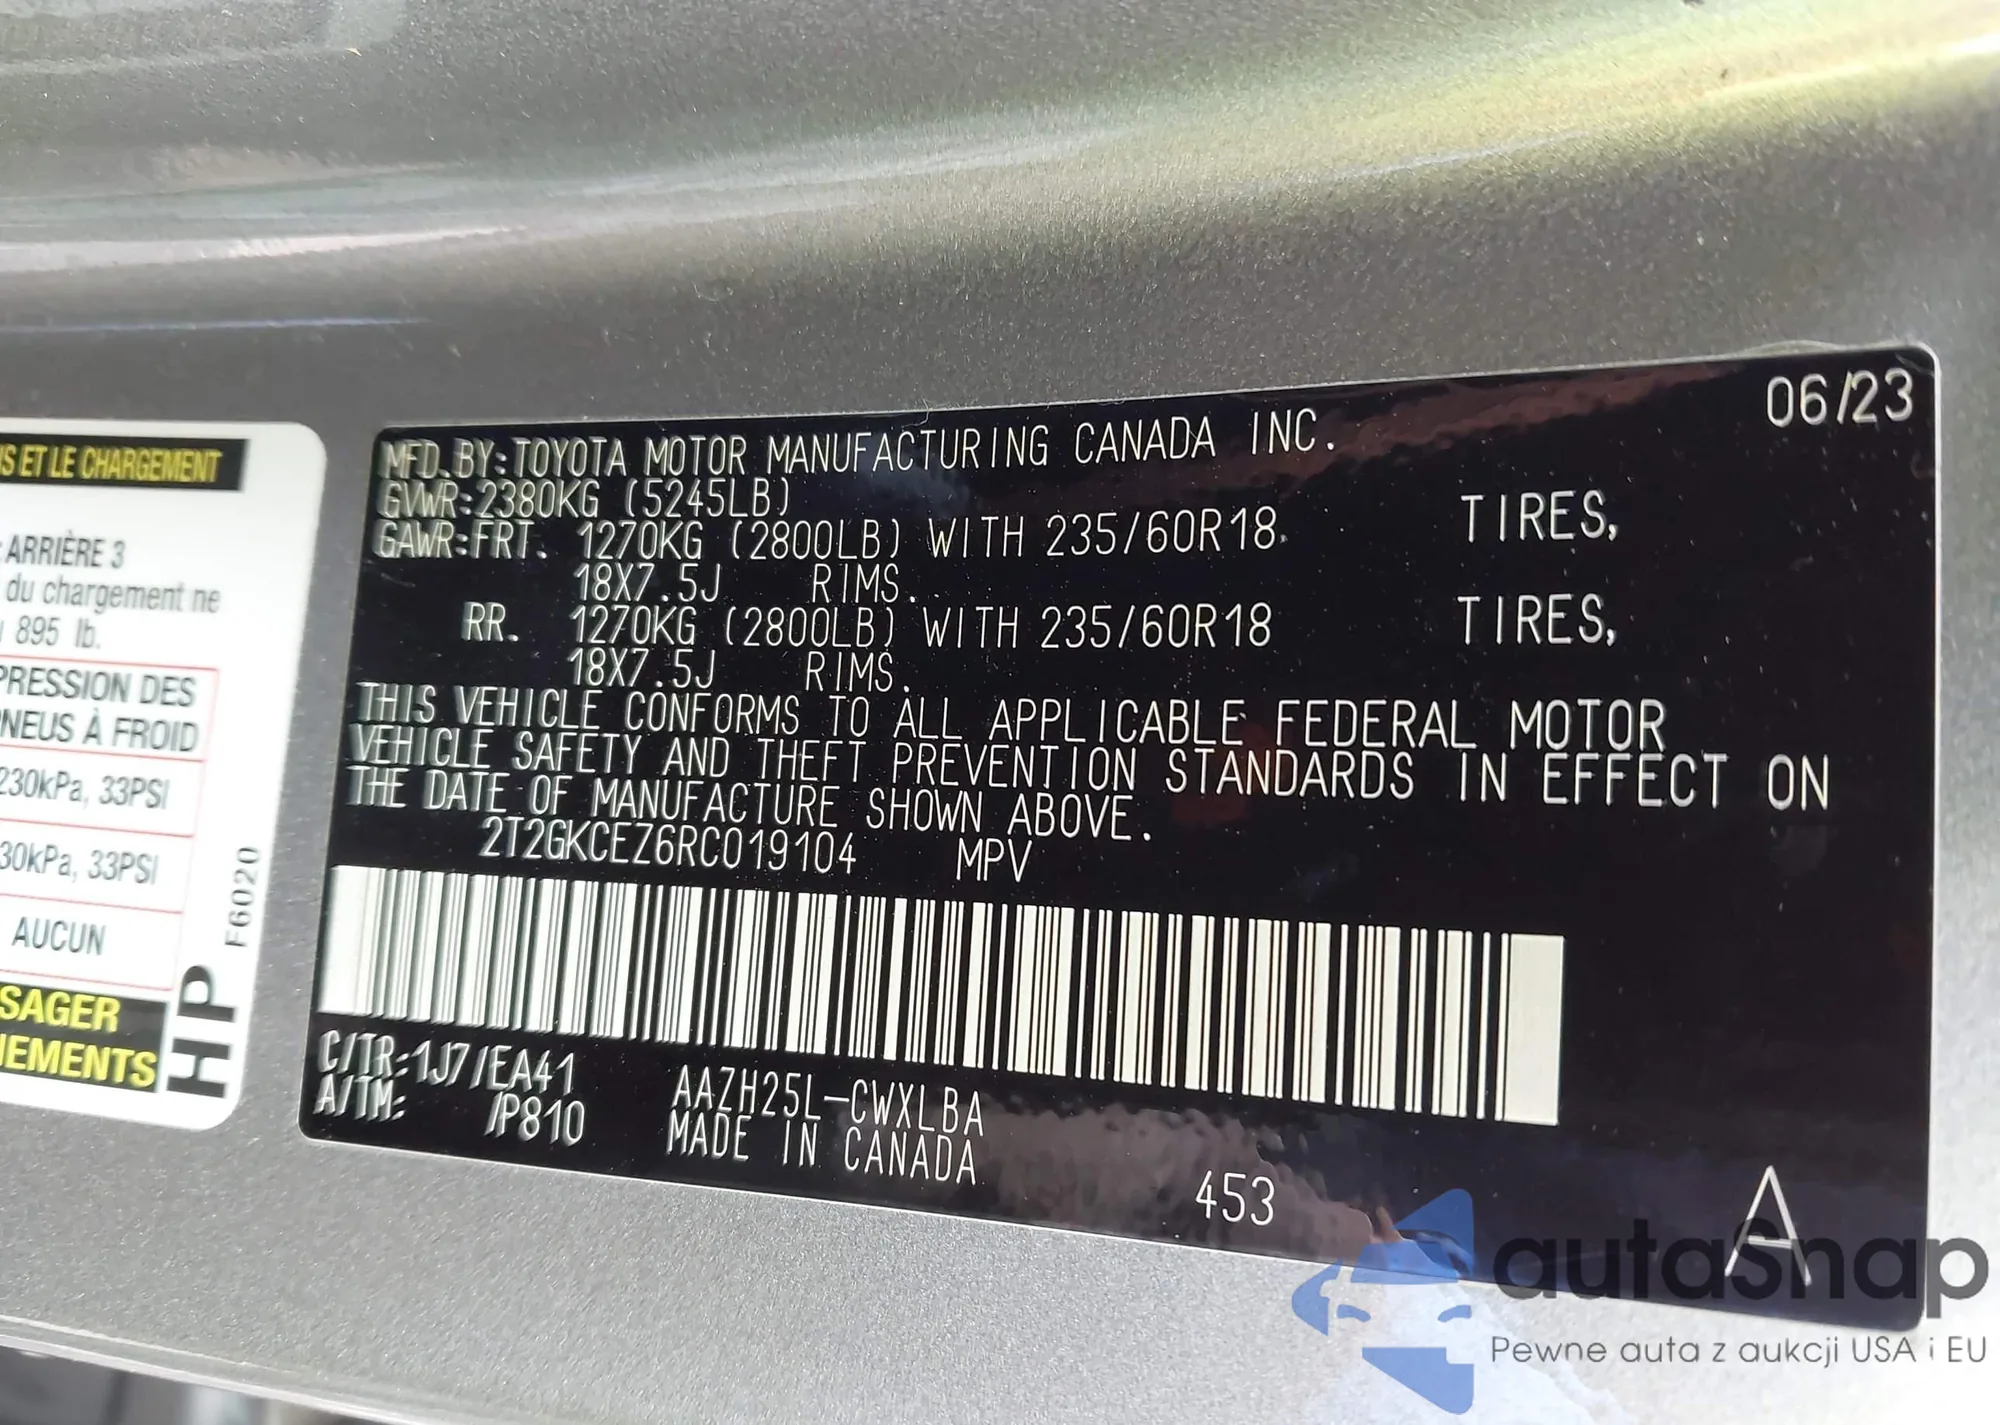 IS ET LE CHARGEMENT
ARRIÈRE 3
du chargement ne
895 lb.
PRESSION DES
PNEUS À FROID
230kPa, 33PSI
30kPa, 33PSI
AUCUN
SAGER
EMENTS
HP
F6020
06/23
MFD.BY:TOYOTA MOTOR MANUFACTURING CANADA INC.
GVWR:2380KG (5245LB)
GAWR:FRT. 1270KG (2800LB) WITH 235/60R18 TIRES,
18X7.5J RIMS.
RR. 1270KG (2800LB) WITH 235/60R18 TIRES,
18X7.5J RIMS.
THIS VEHICLE CONFORMS TO ALL APPLICABLE FEDERAL MOTOR
VEHICLE SAFETY AND THEFT PREVENTION STANDARDS IN EFFECT ON
THE DATE OF MANUFACTURE SHOWN ABOVE.
2T2GKCEZ6RC019104 MPV
C/TR:1J7/EA41 AAZH25L-CWXLBA
A/TM: /P810 MADE IN CANADA
453
A
autaSnap
Pewne auta z aukcji USA i EU